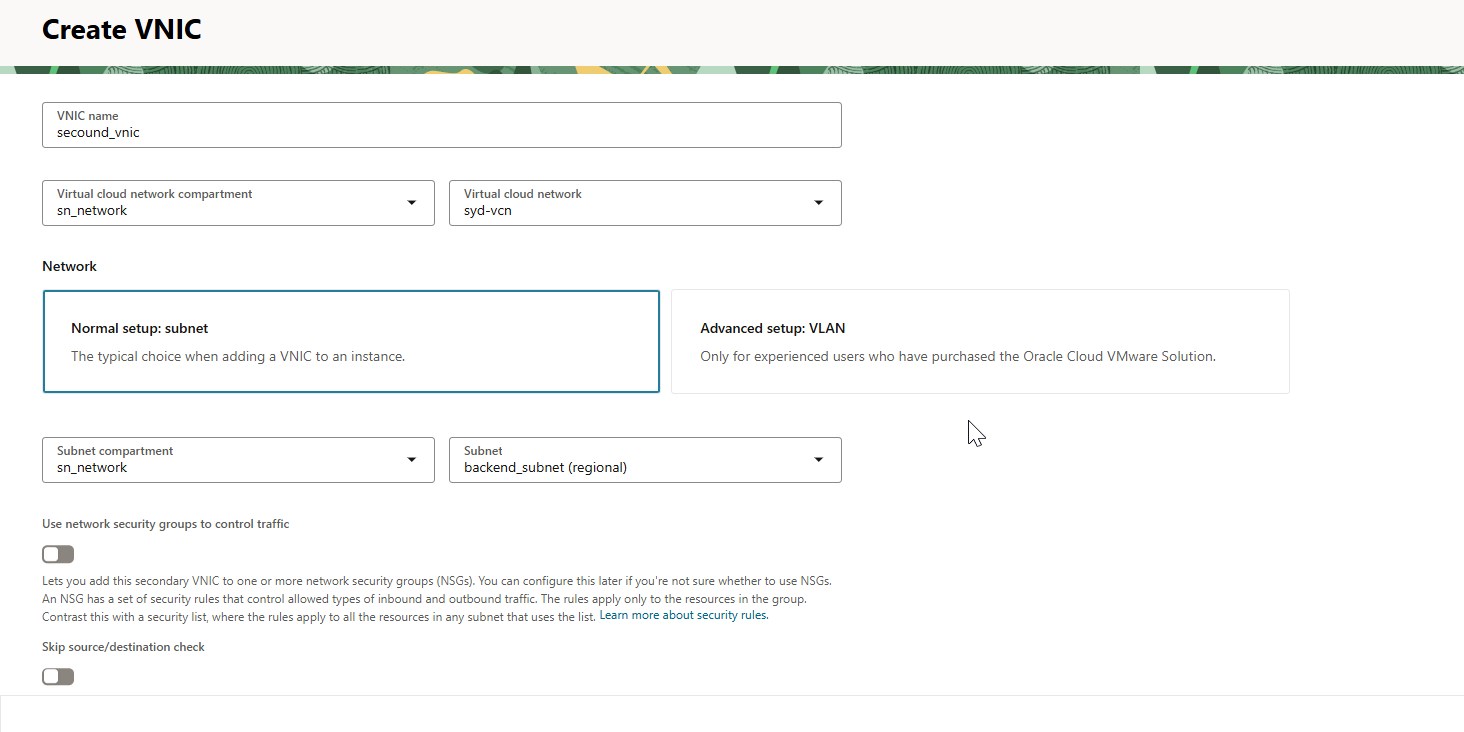 Create VNIC
VNIC name
secound_vnic
Virtual cloud network compartment
sn_network
Virtual cloud network
syd-vcn
Network
Normal setup: subnet
The typical choice when adding a VNIC to an instance.
Advanced setup: VLAN
Only for experienced users who have purchased the Oracle Cloud VMware Solution.
Subnet compartment
sn_network
Subnet
backend_subnet (regional)
Use network security groups to control traffic
Lets you add this secondary VNIC to one or more network security groups (NSGs). You can configure this later if you're not sure whether to use NSGs.
An NSG has a set of security rules that control allowed types of inbound and outbound traffic. The rules apply only to the resources in the group.
Contrast this with a security list, where the rules apply to all the resources in any subnet that uses the list. Learn more about security rules.
Skip source/destination check